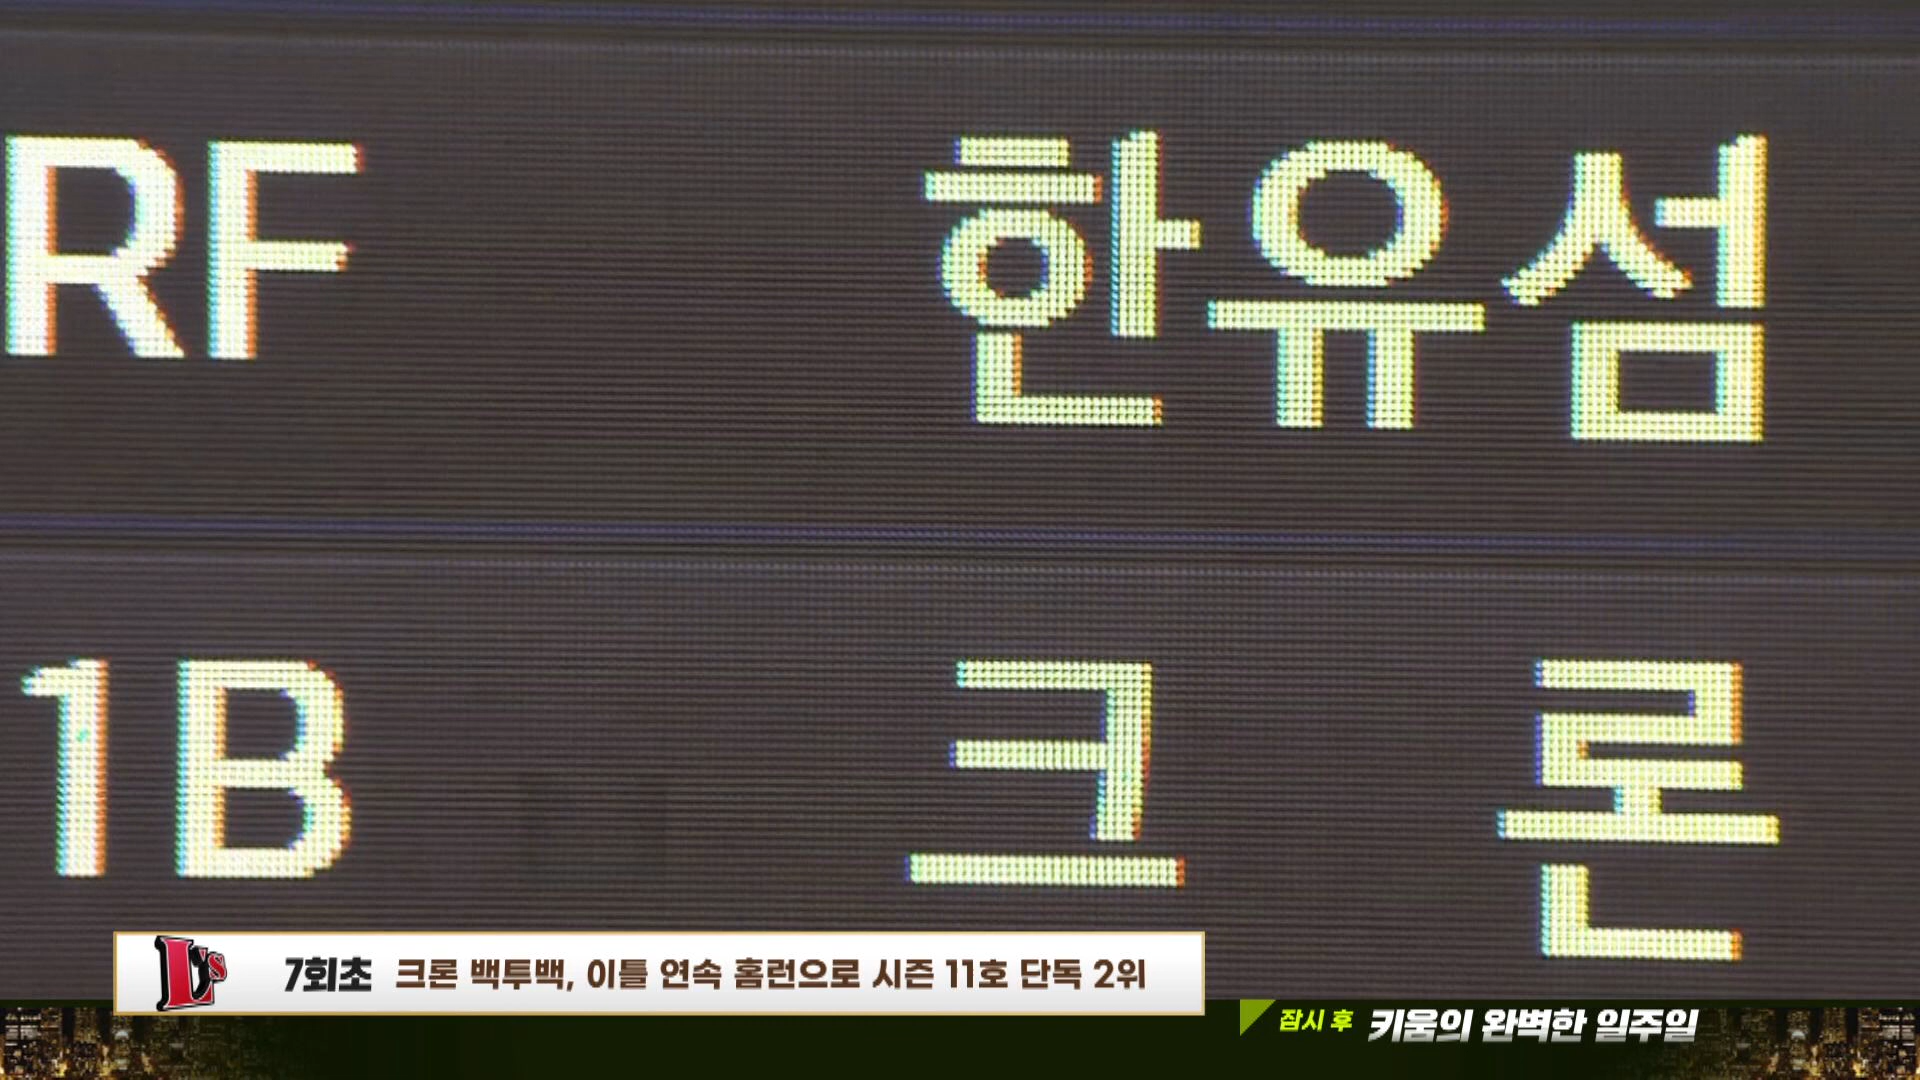 RF 한유섬
1B 크론
L's 7회초 크론 백투백, 이틀 연속 홈런으로 시즌 11호 단독 2위
잠시 후 키움의 완벽한 일주일